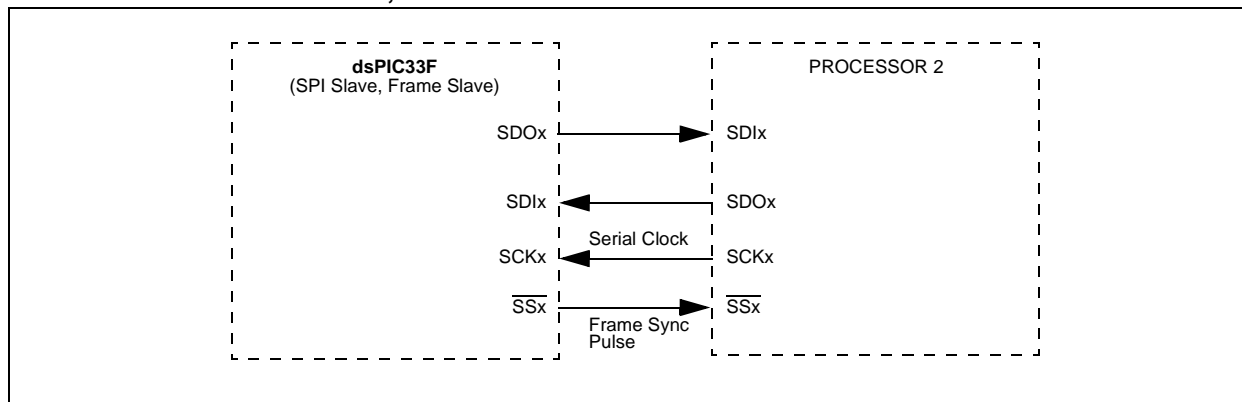 dsPIC33F
(SPI Slave, Frame Slave)
PROCESSOR 2
SDOx
SDIx
SDIx
SDOx
Serial Clock
SCKx
SCKx
SSx
SSx
Frame Sync
Pulse